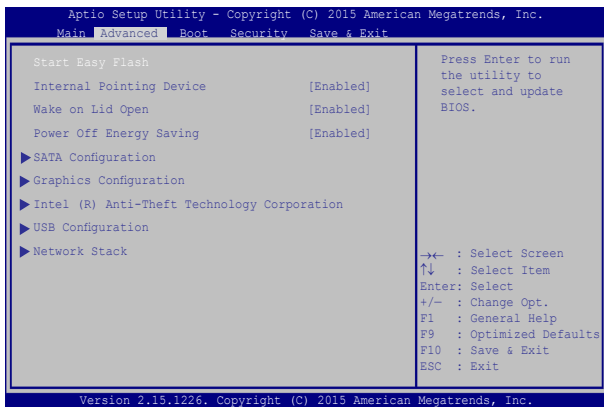 Aptio Setup Utility - Copyright (C) 2015 American Megatrends, Inc.
Main Advanced Boot Security Save & Exit
Start Easy Flash
Internal Pointing Device [Enabled]
Wake on Lid Open [Enabled]
Power Off Energy Saving [Enabled]
SATA Configuration
Graphics Configuration
Intel (R) Anti-Theft Technology Corporation
USB Configuration
Network Stack
Press Enter to run
the utility to
select and update
BIOS.
→← : Select Screen
↑↓ : Select Item
Enter: Select
+/— : Change Opt.
F1 : General Help
F9 : Optimized Defaults
F10 : Save & Exit
ESC : Exit
Version 2.15.1226. Copyright (C) 2015 American Megatrends, Inc.